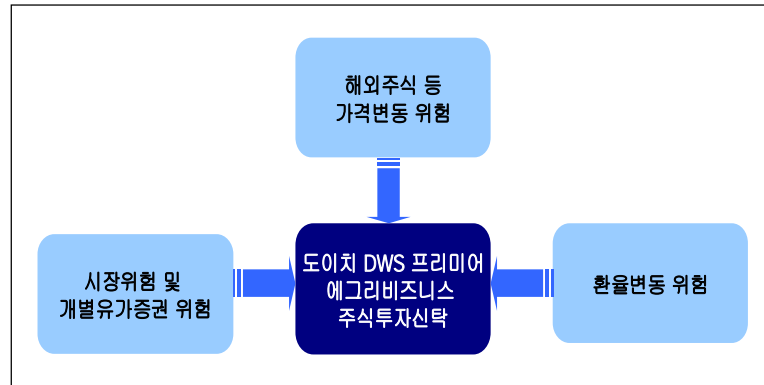 해외주식 등
가격변동 위험
시장위험 및
개별유가증권 위험
도이치 DWS 프리미어
에그리비즈니스
주식투자신탁
환율변동 위험